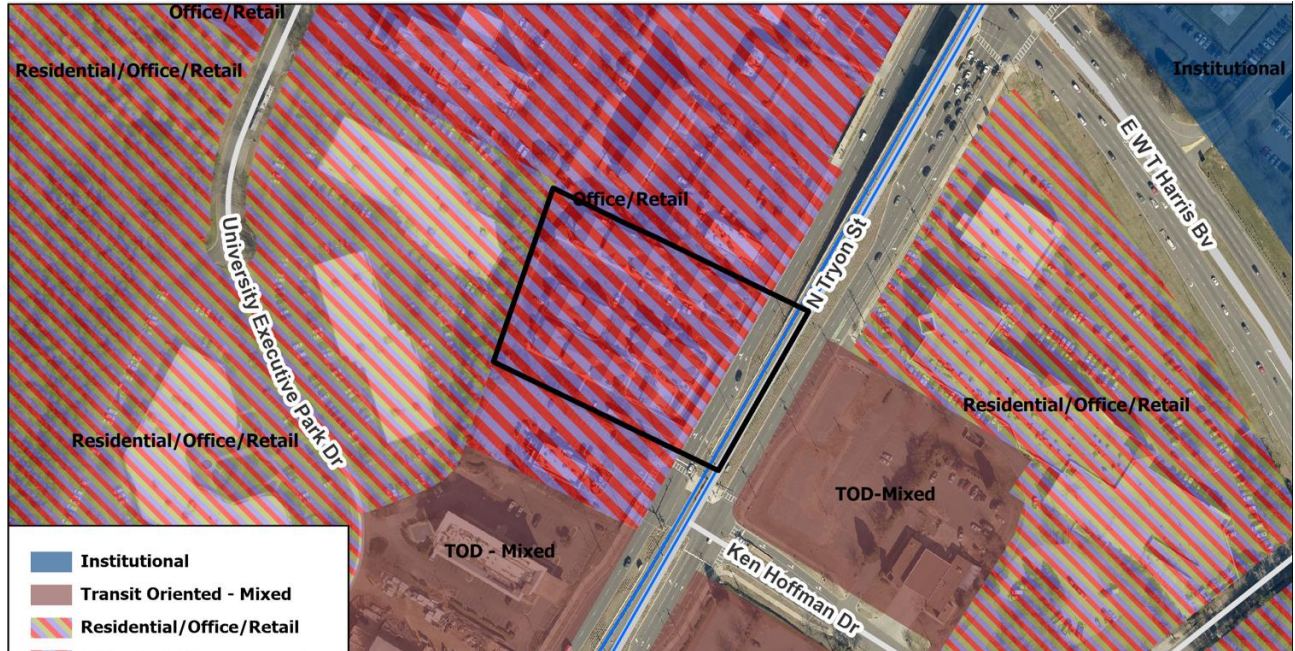 Office/Retail
Residential/Office/Retail
Institutional
E W T Harris Bv
Office/Retail
N Tryon St
University Executive Park Dr
Residential/Office/Retail
Residential/Office/Retail
TOD-Mixed
TOD - Mixed
Ken Hoffman Dr
Institutional
Transit Oriented - Mixed
Residential/Office/Retail